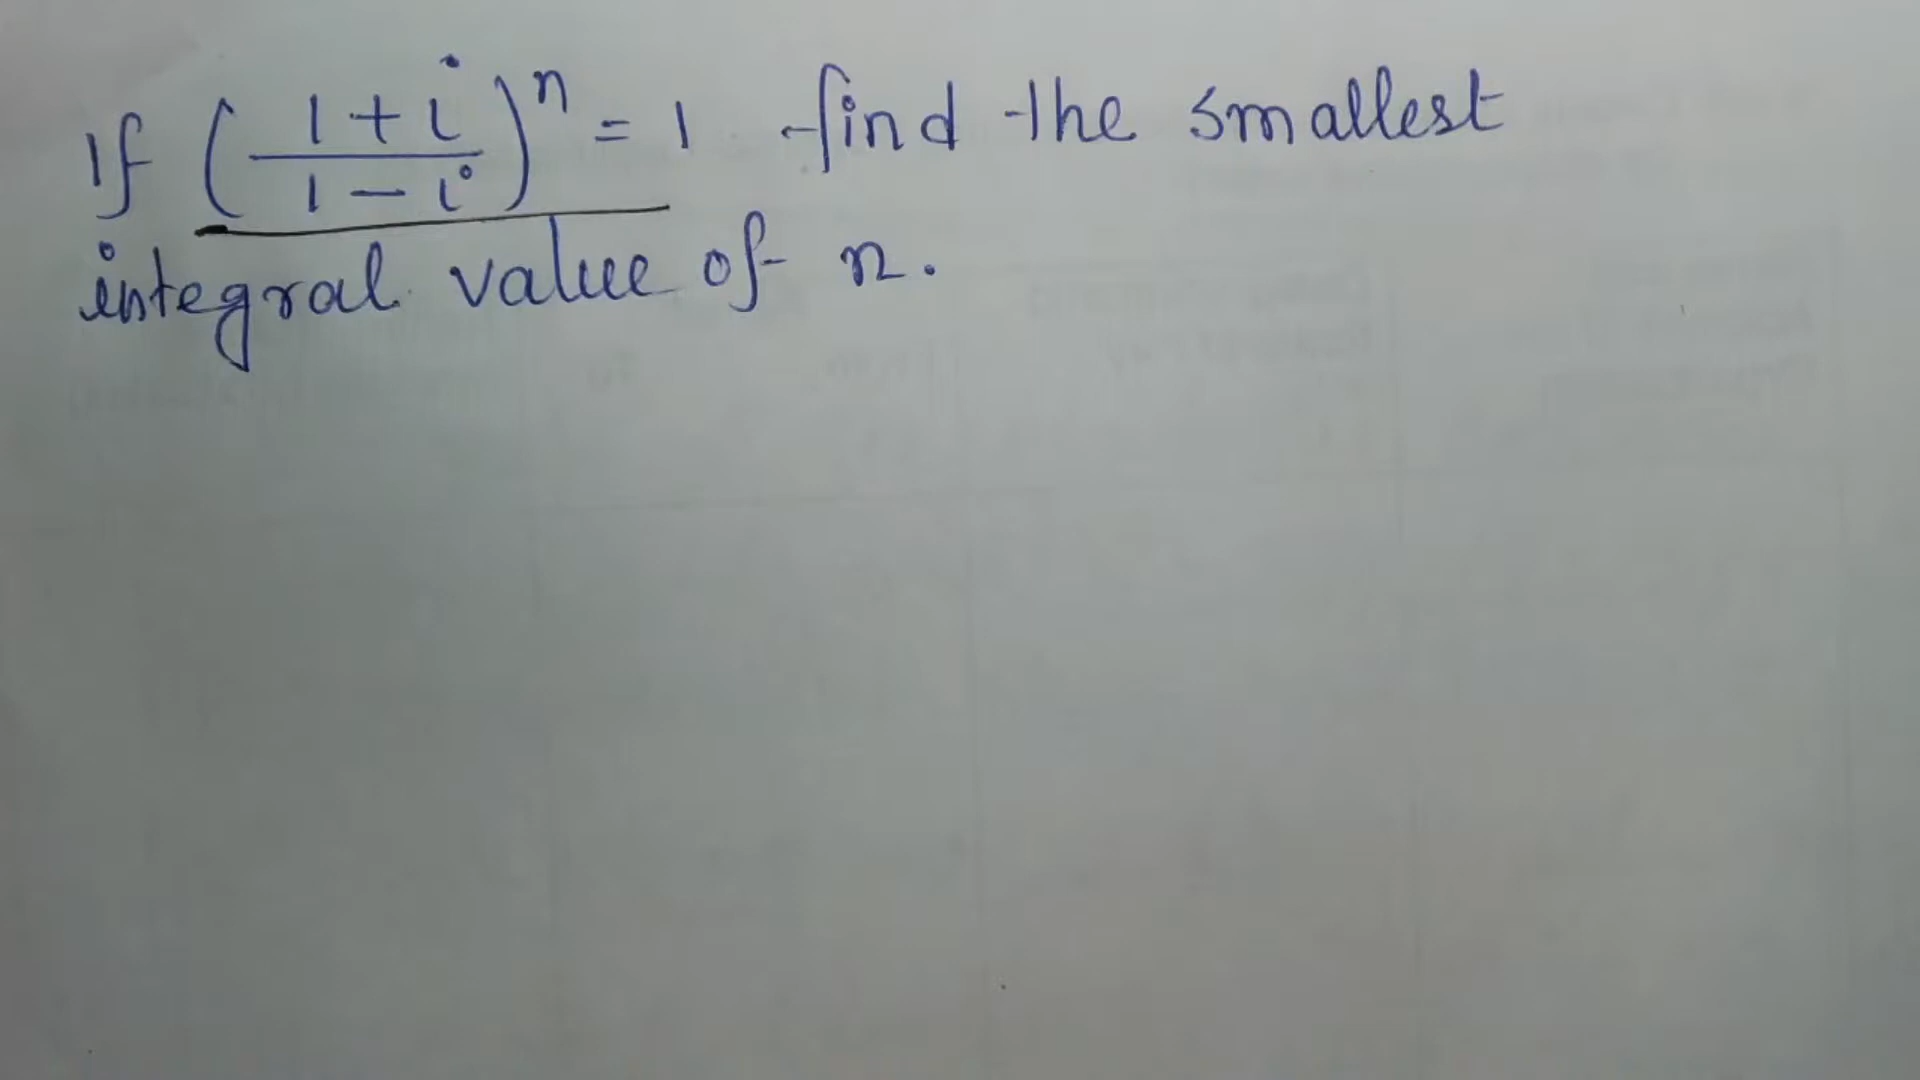 If (1+i/1-i)^n = 1 find the smallest
integral value of n.